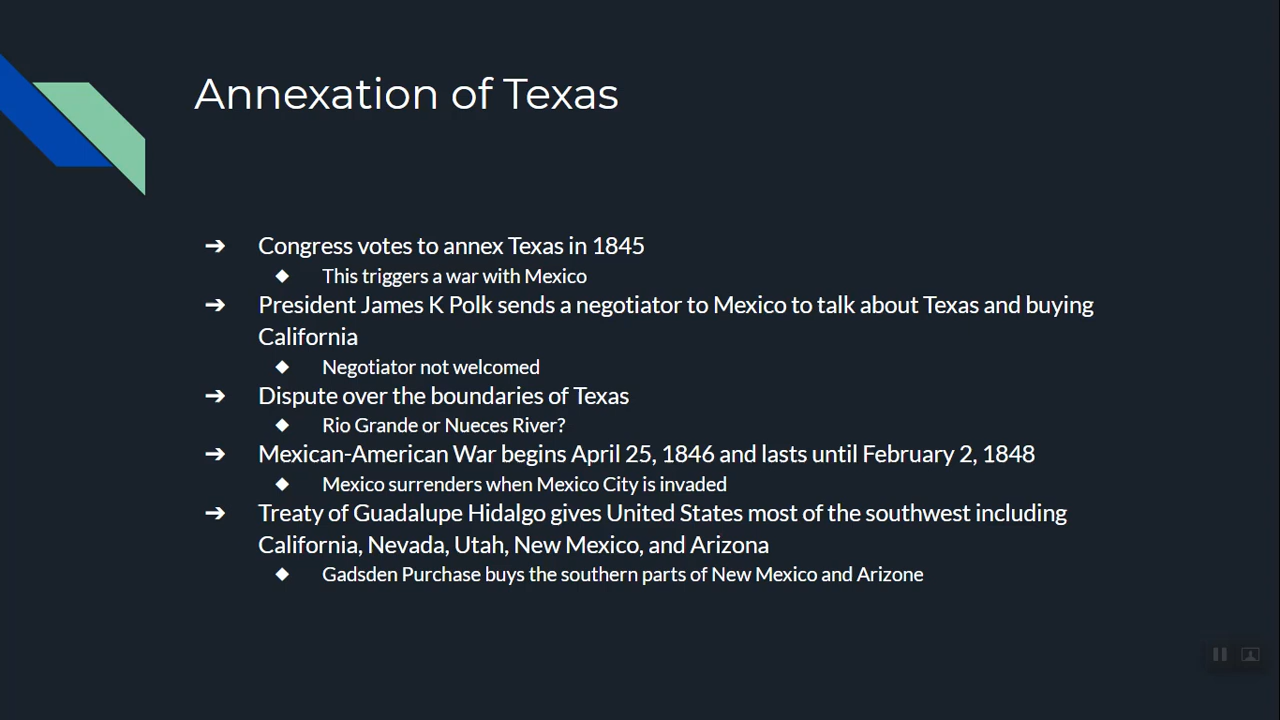 Annexation of Texas
➔ Congress votes to annex Texas in 1845
◆ This triggers a war with Mexico
➔ President James K Polk sends a negotiator to Mexico to talk about Texas and buying
California
◆ Negotiator not welcomed
➔ Dispute over the boundaries of Texas
◆ Rio Grande or Nueces River?
➔ Mexican-American War begins April 25, 1846 and lasts until February 2, 1848
◆ Mexico surrenders when Mexico City is invaded
➔ Treaty of Guadalupe Hidalgo gives United States most of the southwest including
California, Nevada, Utah, New Mexico, and Arizona
◆ Gadsden Purchase buys the southern parts of New Mexico and Arizone